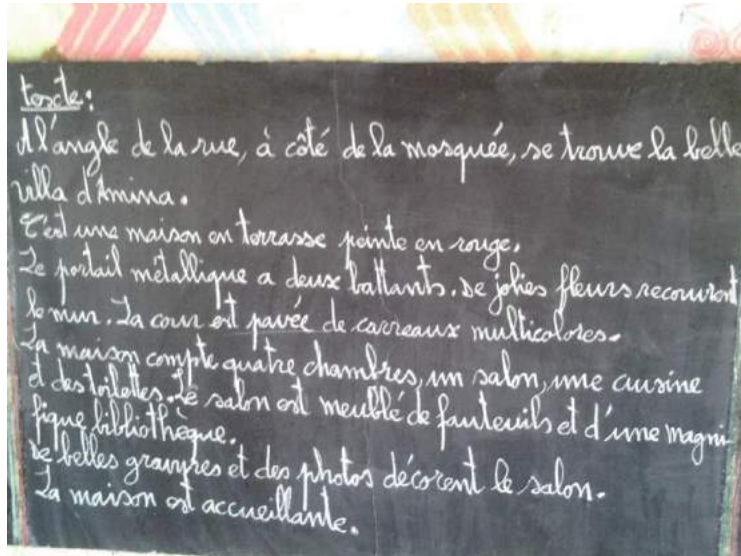 texte:
A l'angle de la rue, à côté de la mosquée, se trouve la belle
villa d'Amina.
C'est une maison en terrasse peinte en rouge.
Le portail métallique a deux battants. De jolies fleurs recouvrent
le mur. La cour est pavée de carreaux multicolores.
La maison compte quatre chambres, un salon, une cuisine
et des toilettes. Le salon est meublé de fauteuils et d'une magni-
fique bibliothèque.
De belles gravures et des photos décorent le salon.
La maison est accueillante.